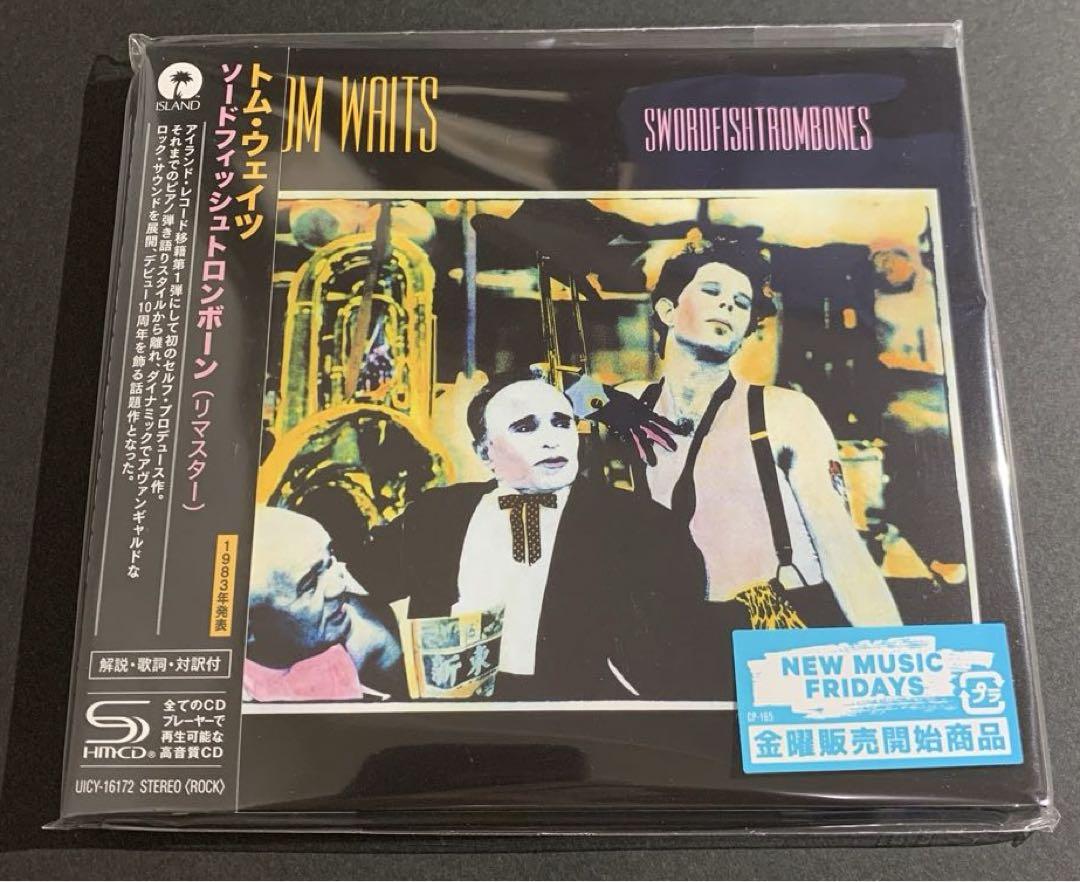 ISLAND
トム・ウェイツ
ソードフィッシュトロンボーン(リマスター)
アイランド・レコード移籍第1弾にして初のセルフ・プロデュース作。
それまでのピアノ弾き語りスタイルから離れ、ダイナミックでアヴァンギャルドな
ロック・サウンドを展開、デビュー10周年を飾る話題作となった。
1983年発表
解説・歌詞・対訳付
SHMCD®
全てのCD
プレーヤーで
再生可能な
高音質CD
UICY-16172 STEREO〈ROCK〉
OM WAITS
SWORDFISHTROMBONES
新東
NEW MUSIC
FRIDAYS
プラ
CP-165
金曜販売開始商品